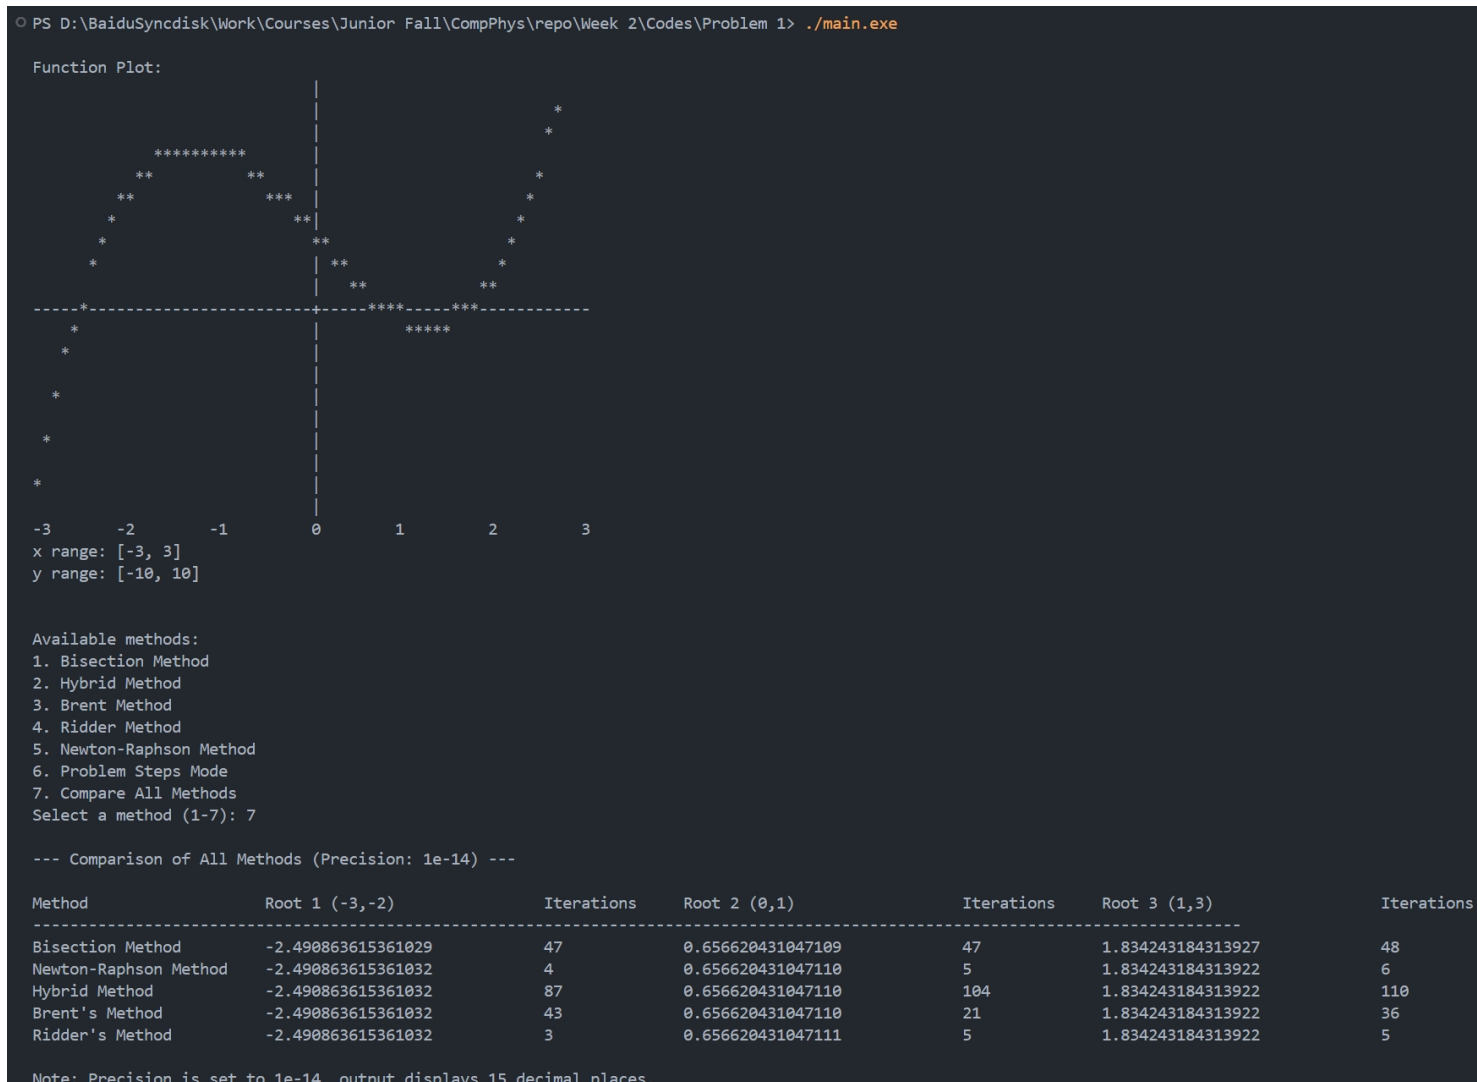 PS D:\BaiduSyncdisk\Work\Courses\Junior Fall\CompPhys\repo\Week 2\Codes\Problem 1> ./main.exe
Function Plot:
                              |
                              |                         *
                              |                        *
             **********       |
           **          **     |                       *
         **              ***  |                      *
        *                   **|                     *
       *                      **                   *
      *                       | **                *
                              |   **            **
-----*------------------------+-----****-----***------------
    *                         |         *****
   *                          |
                              |
  *                           |
                              |
 *                            |
                              |
*                             |
                              |
-3       -2        -1         0        1         2         3
x range: [-3, 3]
y range: [-10, 10]
Available methods:
1. Bisection Method
2. Hybrid Method
3. Brent Method
4. Ridder Method
5. Newton-Raphson Method
6. Problem Steps Mode
7. Compare All Methods
Select a method (1-7): 7
--- Comparison of All Methods (Precision: 1e-14) ---
Method                   Root 1 (-3,-2)                Iterations     Root 2 (0,1)                  Iterations     Root 3 (1,3)                  Iterations
----------------------------------------------------------------------------------------------------------------------------------
Bisection Method         -2.490863615361029            47             0.656620431047109             47             1.834243184313927             48
Newton-Raphson Method    -2.490863615361032            4              0.656620431047110             5              1.834243184313922             6
Hybrid Method            -2.490863615361032            87             0.656620431047110             104            1.834243184313922             110
Brent's Method           -2.490863615361032            43             0.656620431047110             21             1.834243184313922             36
Ridder's Method          -2.490863615361032            3              0.656620431047111             5              1.834243184313922             5
Note: Precision is set to 1e-14, output displays 15 decimal places